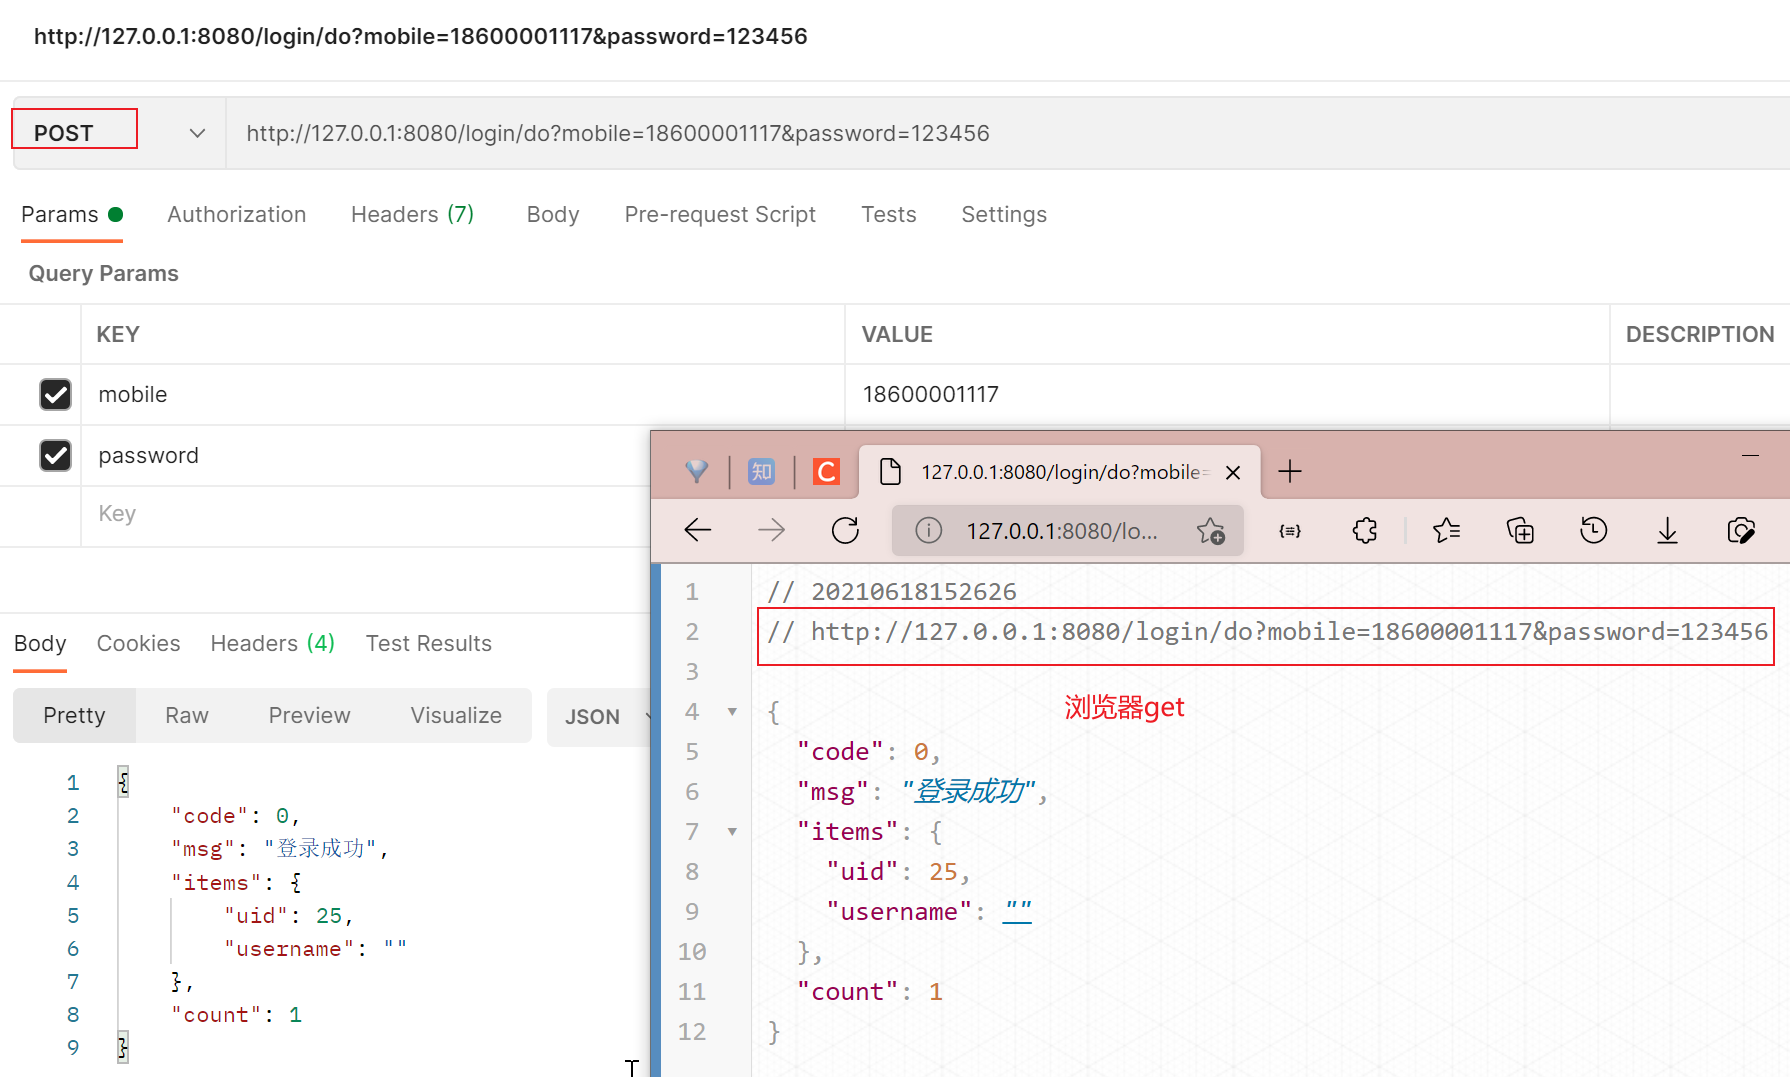 http://127.0.0.1:8080/login/do?mobile=18600001117&password=123456
POST
http://127.0.0.1:8080/login/do?mobile=18600001117&password=123456
Params Authorization Headers (7) Body Pre-request Script Tests Settings
Query Params
KEY VALUE DESCRIPTION
mobile 18600001117
password
Key
Body Cookies Headers (4) Test Results
Pretty Raw Preview Visualize JSON
1 {
2 "code": 0,
3 "msg": "登录成功",
4 "items": {
5 "uid": 25,
6 "username": ""
7 },
8 "count": 1
9 }
知 C 127.0.0.1:8080/login/do?mobile=
127.0.0.1:8080/lo...
1 // 20210618152626
2 // http://127.0.0.1:8080/login/do?mobile=18600001117&password=123456
3
浏览器get
4 {
5 "code": 0,
6 "msg": "登录成功",
7 "items": {
8 "uid": 25,
9 "username": ""
10 },
11 "count": 1
12 }